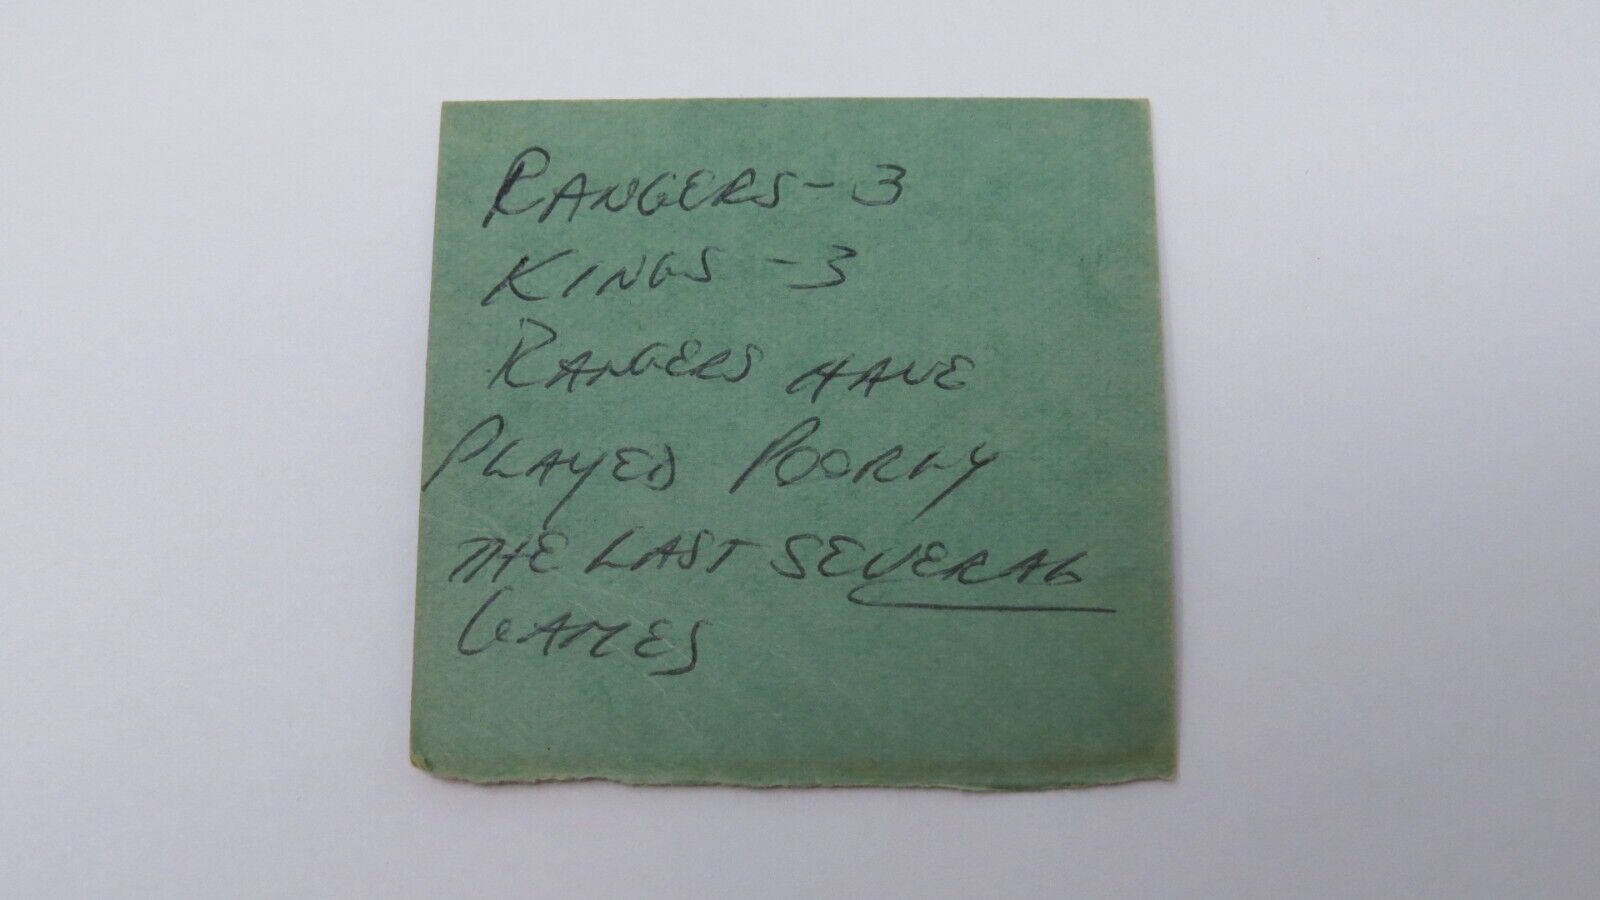 RANGERS-3
KINGS-3
RANGERS HAVE
PLAYED POORLY
THE LAST SEVERAL
GAMES